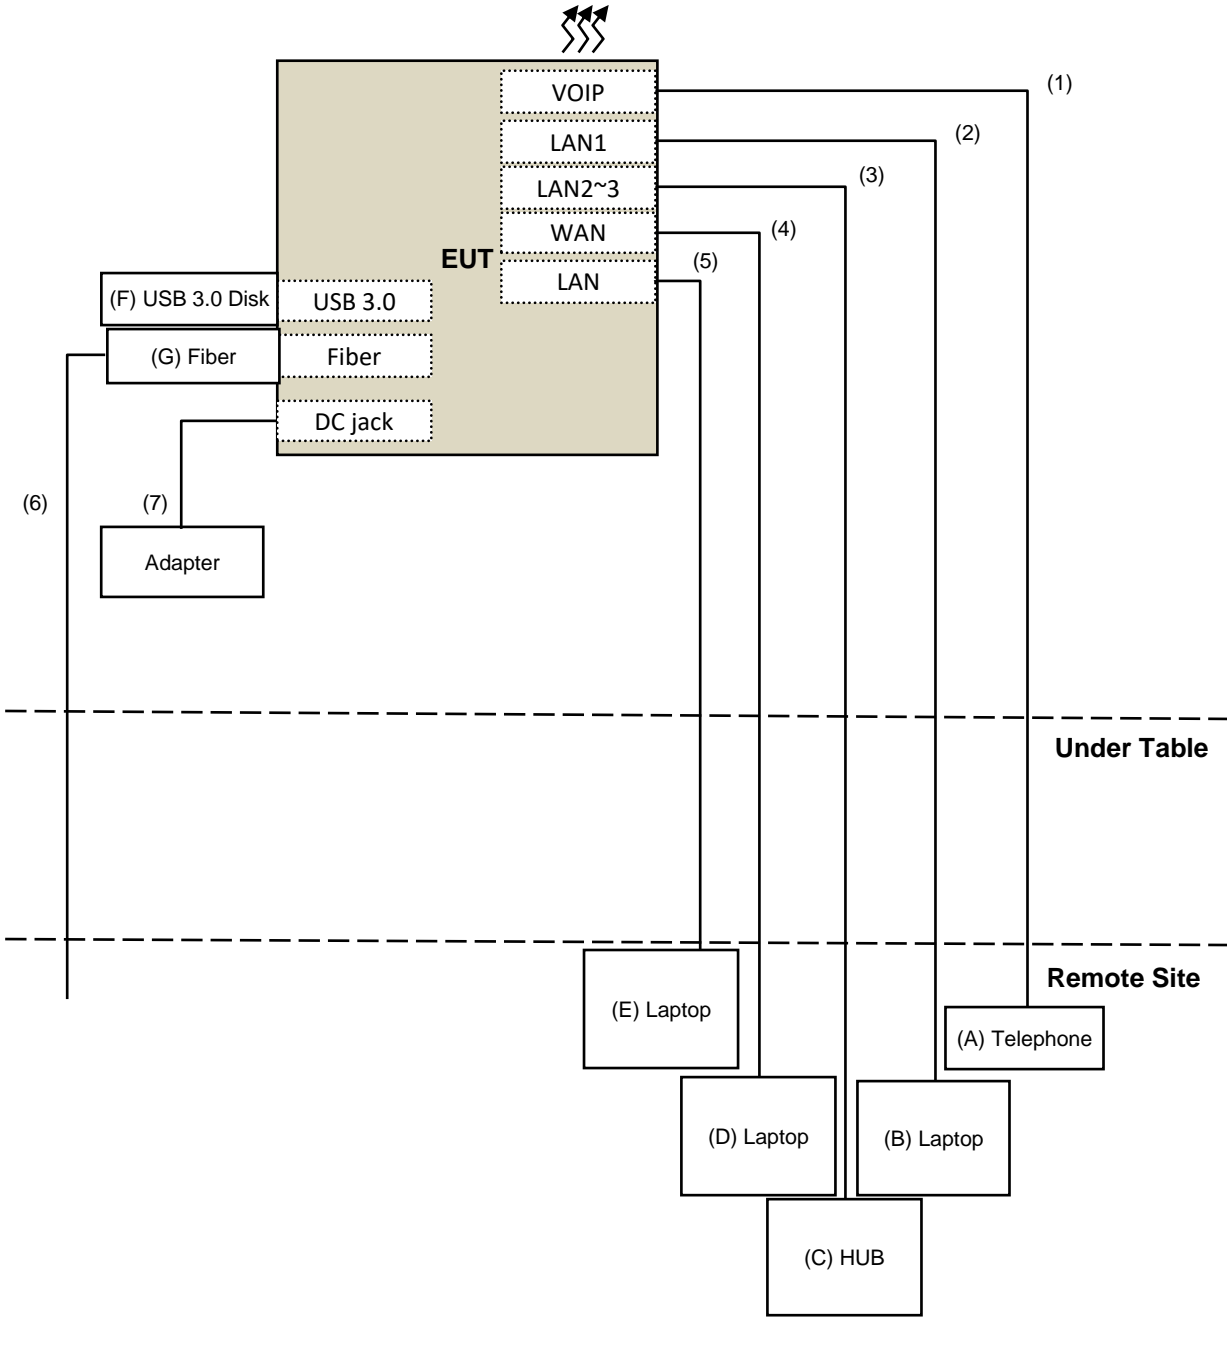 VOIP
(1)
LAN1
(2)
LAN2~3
(3)
WAN
(4)
EUT
(5)
LAN
(F) USB 3.0 Disk
USB 3.0
(G) Fiber
Fiber
DC jack
(6)
(7)
Adapter
Under Table
Remote Site
(E) Laptop
(A) Telephone
(D) Laptop
(B) Laptop
(C) HUB